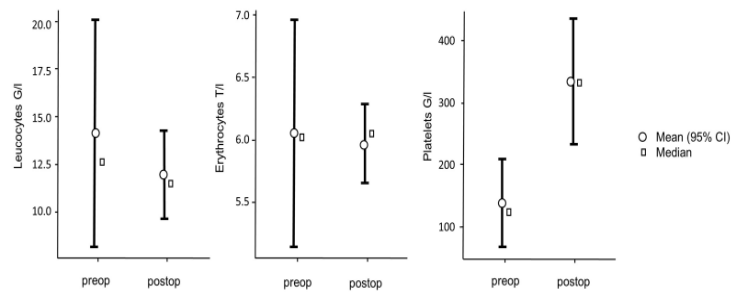 Leucocytes G/l
20.0
17.5
15.0
12.5
10.0
preop postop
Erythrocytes T/l
7.0
6.5
6.0
5.5
preop postop
Platelets G/l
400
300
200
100
preop postop
Mean (95% CI)
Median